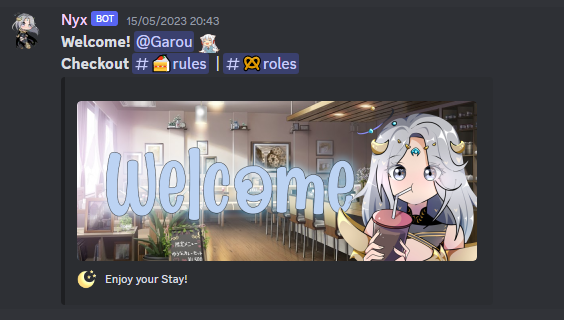 Nyx BOT 15/05/2023 20:43
Welcome! @Garou
Checkout # rules | # roles
Welcome
Enjoy your Stay!